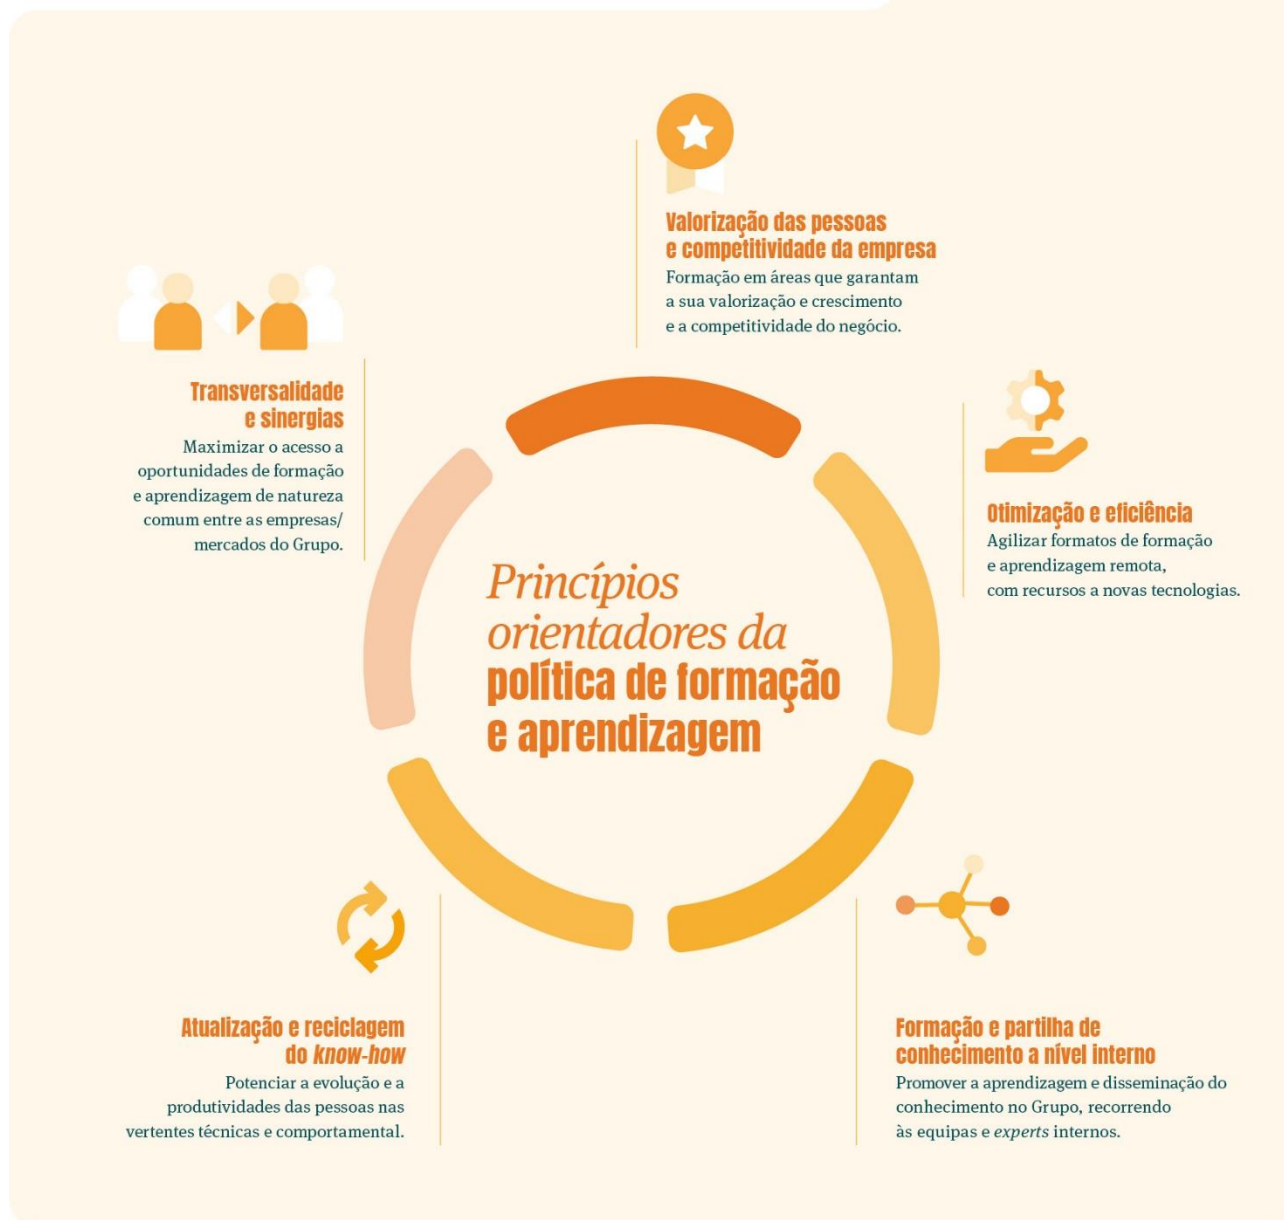 Princípios
orientadores da
política de formação
e aprendizagem
Valorização das pessoas
e competitividade da empresa
Formação em áreas que garantam
a sua valorização e crescimento
e a competitividade do negócio.
Otimização e eficiência
Agilizar formatos de formação
e aprendizagem remota,
com recursos a novas tecnologias.
Formação e partilha de
conhecimento a nível interno
Promover a aprendizagem e disseminação do
conhecimento no Grupo, recorrendo
às equipas e experts internos.
Atualização e reciclagem
do know-how
Potenciar a evolução e a
produtividades das pessoas nas
vertentes técnicas e comportamental.
Transversalidade
e sinergias
Maximizar o acesso a
oportunidades de formação
e aprendizagem de natureza
comum entre as empresas/
mercados do Grupo.